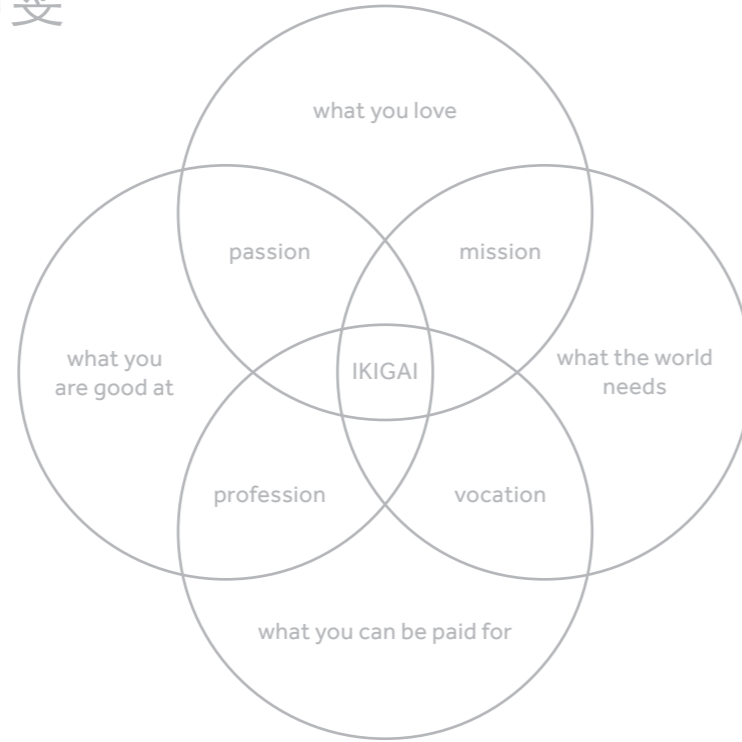 what you love
passion
mission
what you
are good at
IKIGAI
what the world
needs
profession
vocation
what you can be paid for